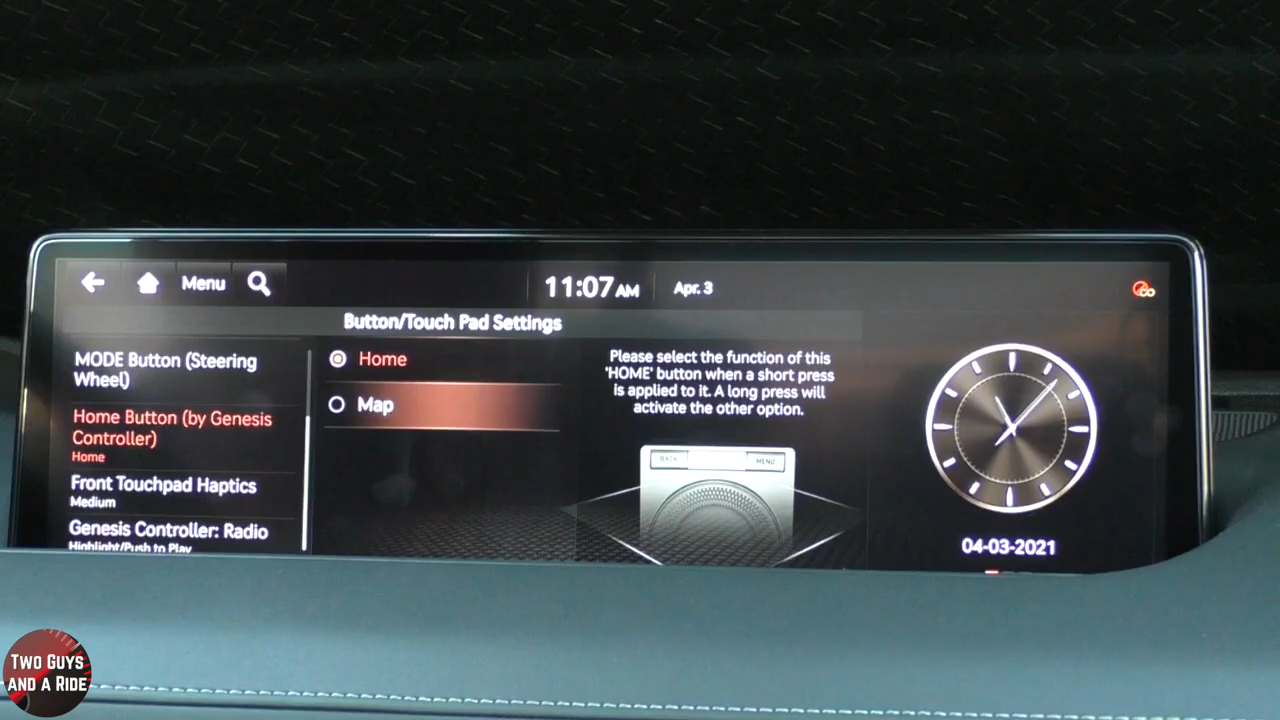 Menu
11:07 AM
Apr. 3
Button/Touch Pad Settings
MODE Button (Steering
Wheel)
Home Button (by Genesis
Controller)
Home
Front Touchpad Haptics
Medium
Genesis Controller: Radio
Highlight/Push to Play
Home
Map
Please select the function of this
'HOME' button when a short press
is applied to it. A long press will
activate the other option.
BACK
MENU
04-03-2021
TWO GUYS
AND A RIDE